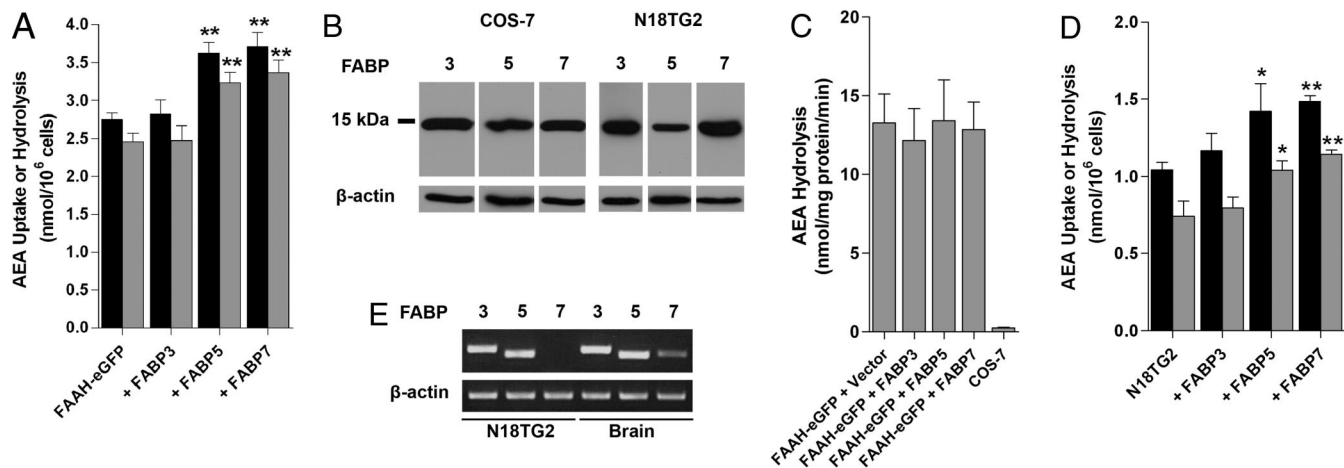 A
AEA Uptake or Hydrolysis
(nmol/10⁶ cells)
4.0
3.5
3.0
2.5
2.0
1.5
1.0
0.5
0.0
** ** ** **
FAAH-eGFP
+ FABP3
+ FABP5
+ FABP7
B
COS-7 N18TG2
FABP 3 5 7 3 5 7
15 kDa
β-actin
E
FABP 3 5 7 3 5 7
β-actin
N18TG2 Brain
C
AEA Hydrolysis
(nmol/mg protein/min)
20
15
10
5
0
FAAH-eGFP + Vector
FAAH-eGFP + FABP3
FAAH-eGFP + FABP5
FAAH-eGFP + FABP7
COS-7
D
AEA Uptake or Hydrolysis
(nmol/10⁶ cells)
2.0
1.5
1.0
0.5
0.0
* * ** **
N18TG2
+ FABP3
+ FABP5
+ FABP7